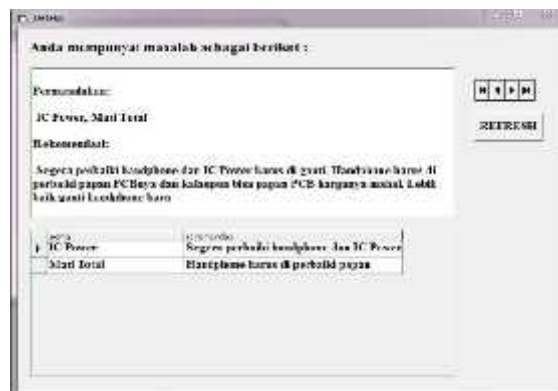 Anda mempunyai masalah sebagai berikut :
Permasalahan:
IC Power, Mati Total
REFRESH
Rekomendasi:
Segera perbaiki handphone dan IC Power harus di ganti. Handphone harus di
perbaiki papan PCBnya dan kalaupun bisa papan PCB harganya mahal. Lebih
baik ganti handphone baru
IC Power Segera perbaiki handphone dan IC Power
Mati Total Handphone harus di perbaiki papan